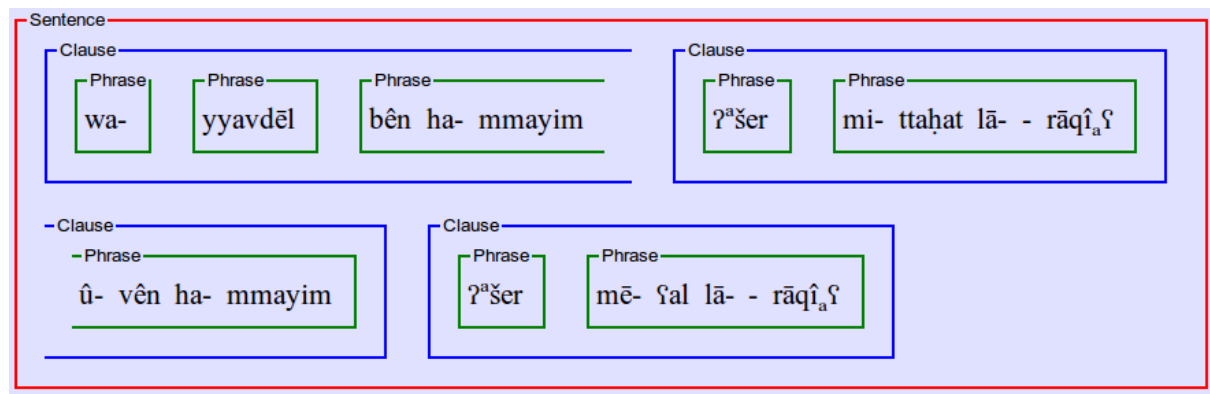 Sentence
Clause Clause
Phrase Phrase Phrase Phrase Phrase
wa- yyavdēl bên ha- mmayim ʔᵃšer mi- ttaḥat lā- - rāqîₐʕ
Clause Clause
Phrase Phrase Phrase
û- vên ha- mmayim ʔᵃšer mē- ʕal lā- - rāqîₐʕ